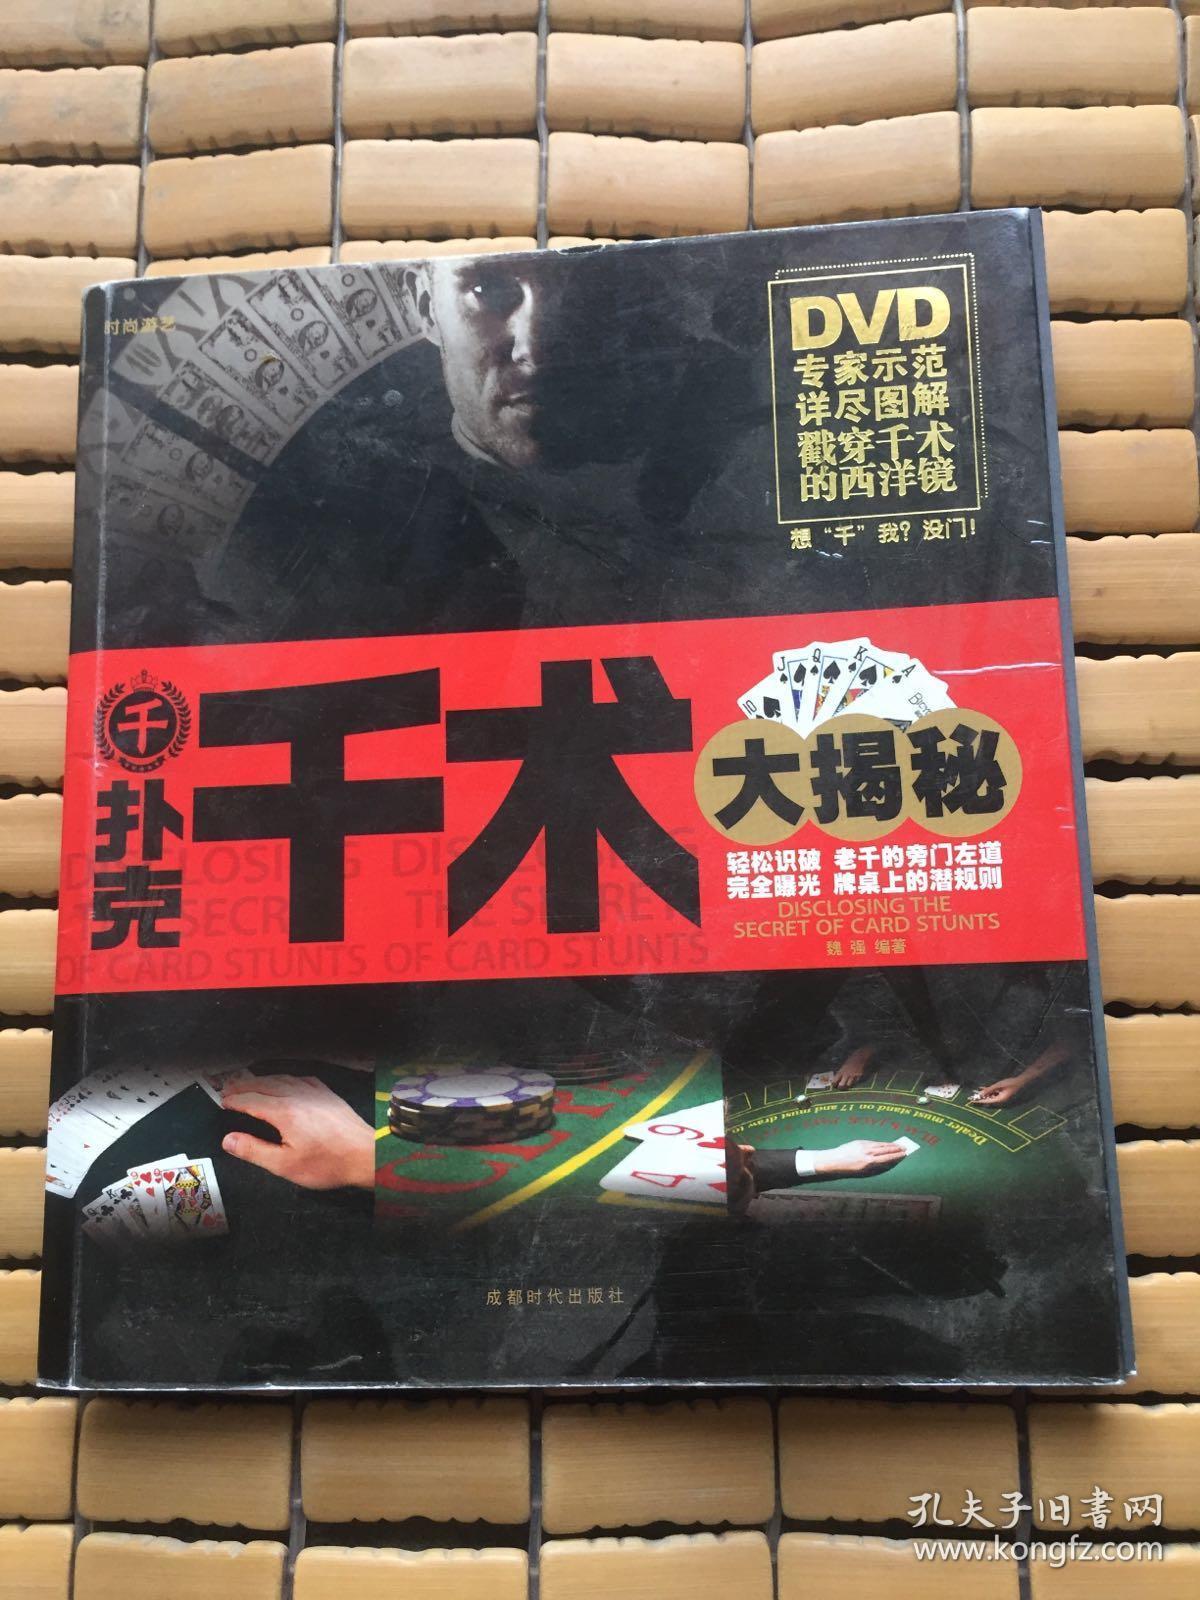 时尚游艺
DVD
专家示范
详尽图解
戳穿千术
的西洋镜
想“千”我？没门！
千
扑克
千术
大揭秘
10 J Q K A
轻松识破 老千的旁门左道
完全曝光 牌桌上的潜规则
DISCLOSING THE
SECRET OF CARD STUNTS
魏 强 编著
DISCLOSING
THE SECRET
OF CARD STUNTS
DISCLOSING
THE SECRET
OF CARD STUNTS
Dealer must stand on 17 and must draw to
成都时代出版社
孔夫子旧书网
www.kongfz.com